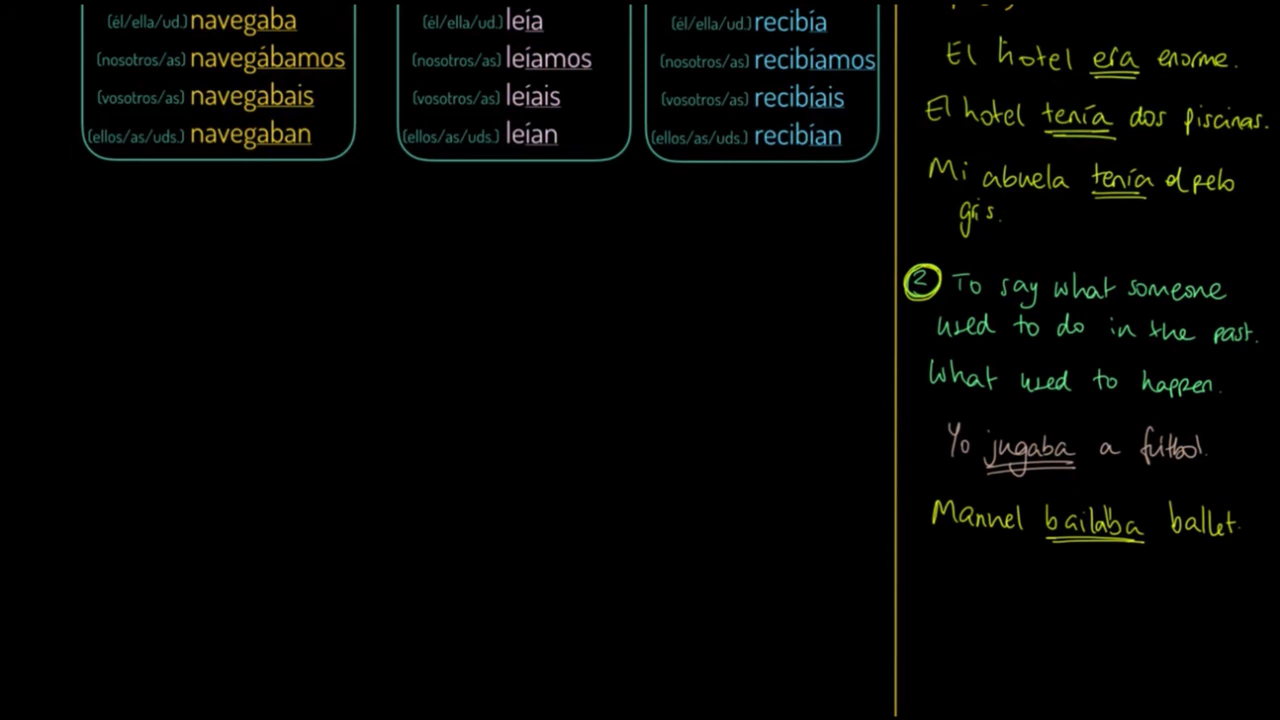 (él/ella/ud.) navegaba
(nosotros/as) navegábamos
(vosotros/as) navegabais
(ellos/as/uds.) navegaban
(él/ella/ud.) leía
(nosotros/as) leíamos
(vosotros/as) leíais
(ellos/as/uds.) leían
(él/ella/ud.) recibía
(nosotros/as) recibíamos
(vosotros/as) recibíais
(ellos/as/uds.) recibían
El hotel era enorme.
El hotel tenía dos piscinas.
Mi abuela tenía el pelo
gris.
2 To say what someone
used to do in the past.
What used to happen.
Yo jugaba a fútbol.
Manuel bailaba ballet.